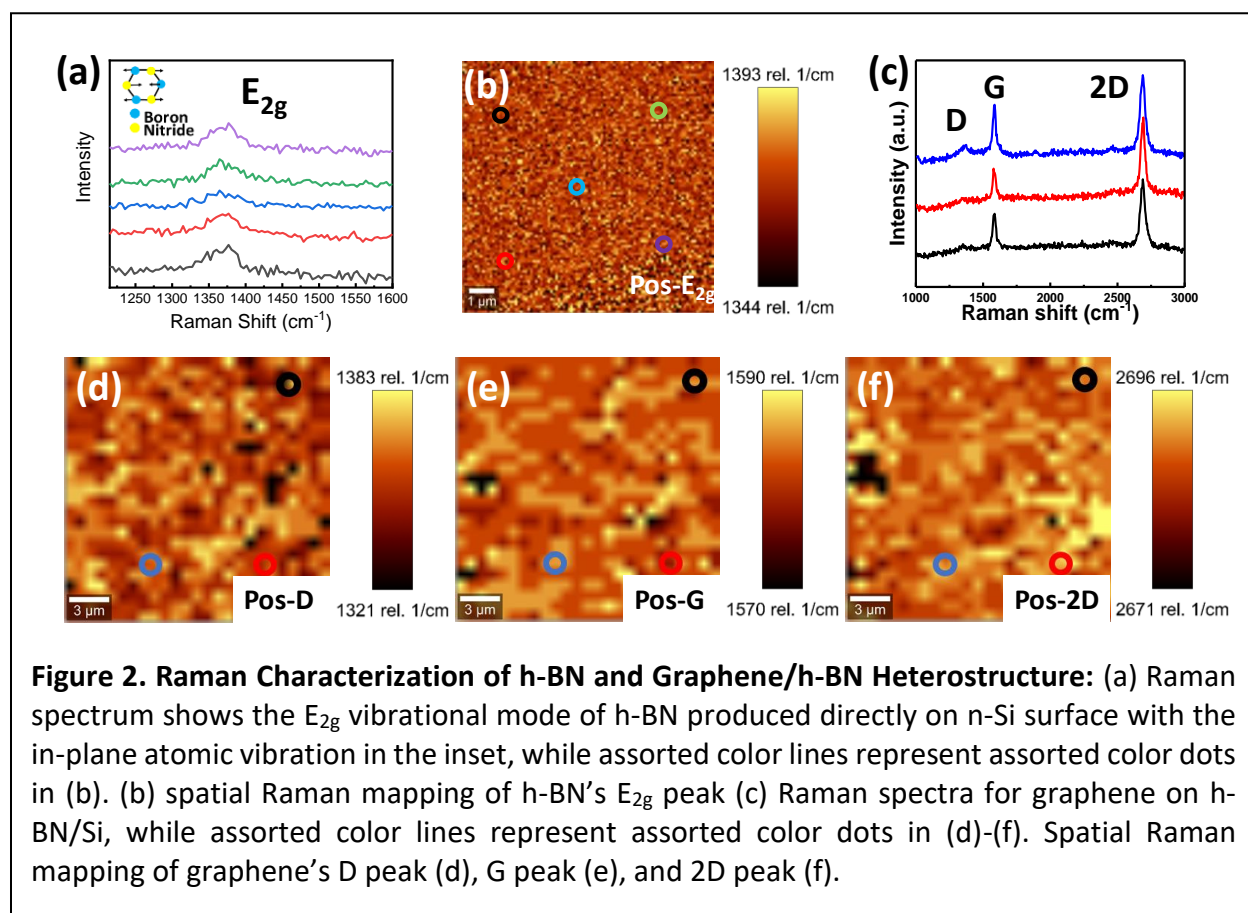 (a)
E2g
Boron
Nitride
Intensity
1250 1300 1350 1400 1450 1500 1550 1600
Raman Shift (cm-1)
(b)
1 µm
Pos-E2g
1393 rel. 1/cm
1344 rel. 1/cm
(c)
D
G
2D
Intensity (a.u.)
1000 1500 2000 2500 3000
Raman shift (cm-1)
(d)
3 µm
Pos-D
1383 rel. 1/cm
1321 rel. 1/cm
(e)
3 µm
Pos-G
1590 rel. 1/cm
1570 rel. 1/cm
(f)
3 µm
Pos-2D
2696 rel. 1/cm
2671 rel. 1/cm
Figure 2. Raman Characterization of h-BN and Graphene/h-BN Heterostructure: (a) Raman
spectrum shows the E2g vibrational mode of h-BN produced directly on n-Si surface with the
in-plane atomic vibration in the inset, while assorted color lines represent assorted color dots
in (b). (b) spatial Raman mapping of h-BN’s E2g peak (c) Raman spectra for graphene on h-
BN/Si, while assorted color lines represent assorted color dots in (d)-(f). Spatial Raman
mapping of graphene’s D peak (d), G peak (e), and 2D peak (f).